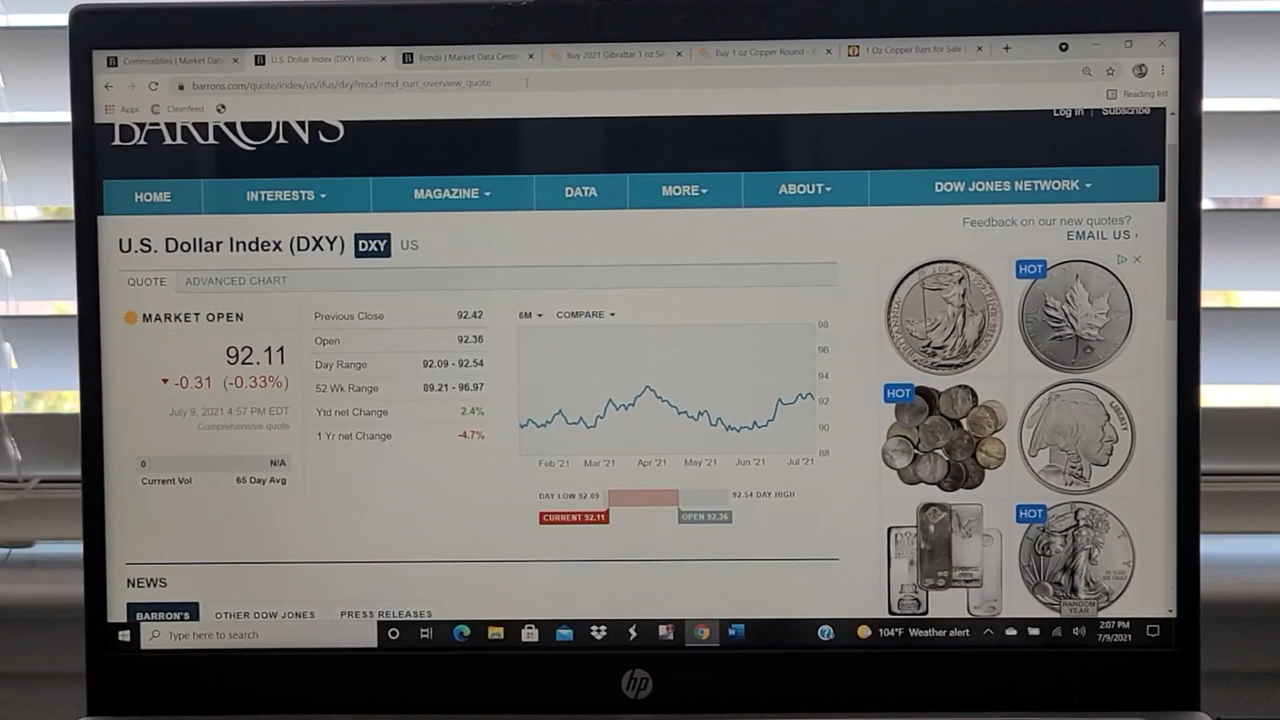 Commodities | Market Data
U.S. Dollar Index (DXY) Inde
Bonds | Market Data Cente
Buy 2021 Gibraltar 1 oz Sil
Buy 1 oz Copper Round -
1 Oz Copper Bars for Sale |
barrons.com/quote/index/us/ifus/dxy?mod=md_curr_overview_quote
Reading list
Apps Cleanfeed
BARRON'S
Log In | Subscribe
HOME INTERESTS MAGAZINE DATA MORE ABOUT DOW JONES NETWORK
Feedback on our new quotes?
EMAIL US ›
U.S. Dollar Index (DXY) DXY US
QUOTE ADVANCED CHART
MARKET OPEN
92.11
-0.31 (-0.33%)
July 9, 2021 4:57 PM EDT
Comprehensive quote
0 N/A
Current Vol 65 Day Avg
Previous Close 92.42
Open 92.36
Day Range 92.09 - 92.54
52 Wk Range 89.21 - 96.97
Ytd net Change 2.4%
1 Yr net Change -4.7%
6M COMPARE
98
96
94
92
90
88
Feb '21 Mar '21 Apr '21 May '21 Jun '21 Jul '21
DAY LOW 92.09 92.54 DAY HIGH
CURRENT 92.11 OPEN 92.36
HOT
HOT
LIBERTY
HOT
RANDOM
YEAR
NEWS
BARRON'S OTHER DOW JONES PRESS RELEASES
Type here to search
104°F Weather alert
2:07 PM
7/9/2021
hp